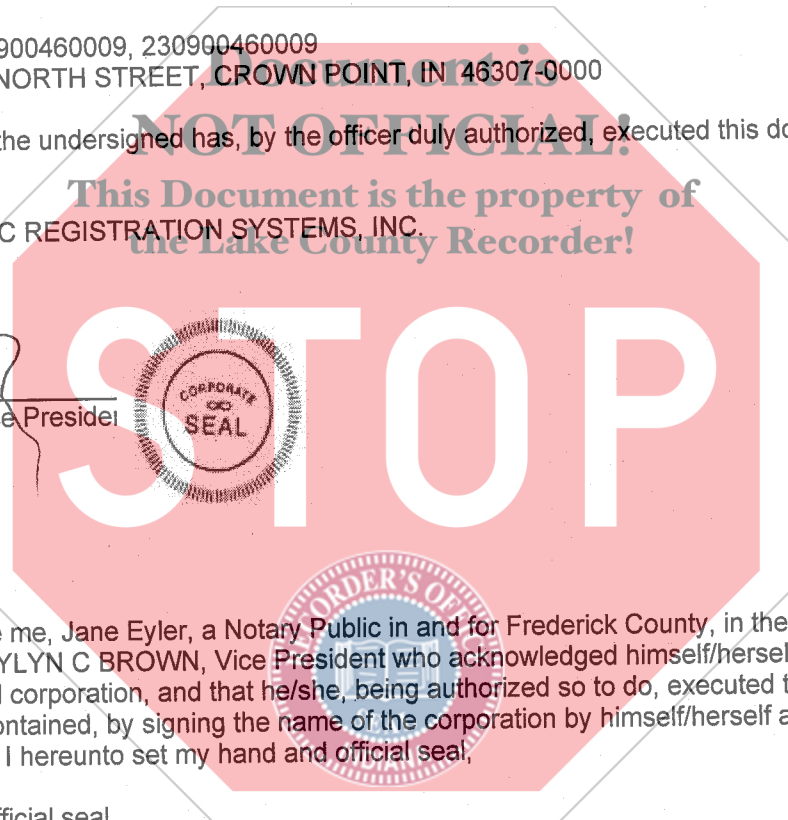 900460009, 230900460009
NORTH STREET, CROWN POINT, IN 46307-0000
Document is
the undersigned has, by the officer duly authorized, executed this do
NOT OFFICIAL!
This Document is the property of
C REGISTRATION SYSTEMS, INC.
the Lake County Recorder!
STOP
CORPORATE
SEAL
e Presider
RECORDER'S OFFICE
e me, Jane Eyler, a Notary Public in and for Frederick County, in the
YLYN C BROWN, Vice President who acknowledged himself/hersel
d corporation, and that he/she, being authorized so to do, executed t
ontained, by signing the name of the corporation by himself/herself a
I hereunto set my hand and official seal,
INDIANA
fficial seal